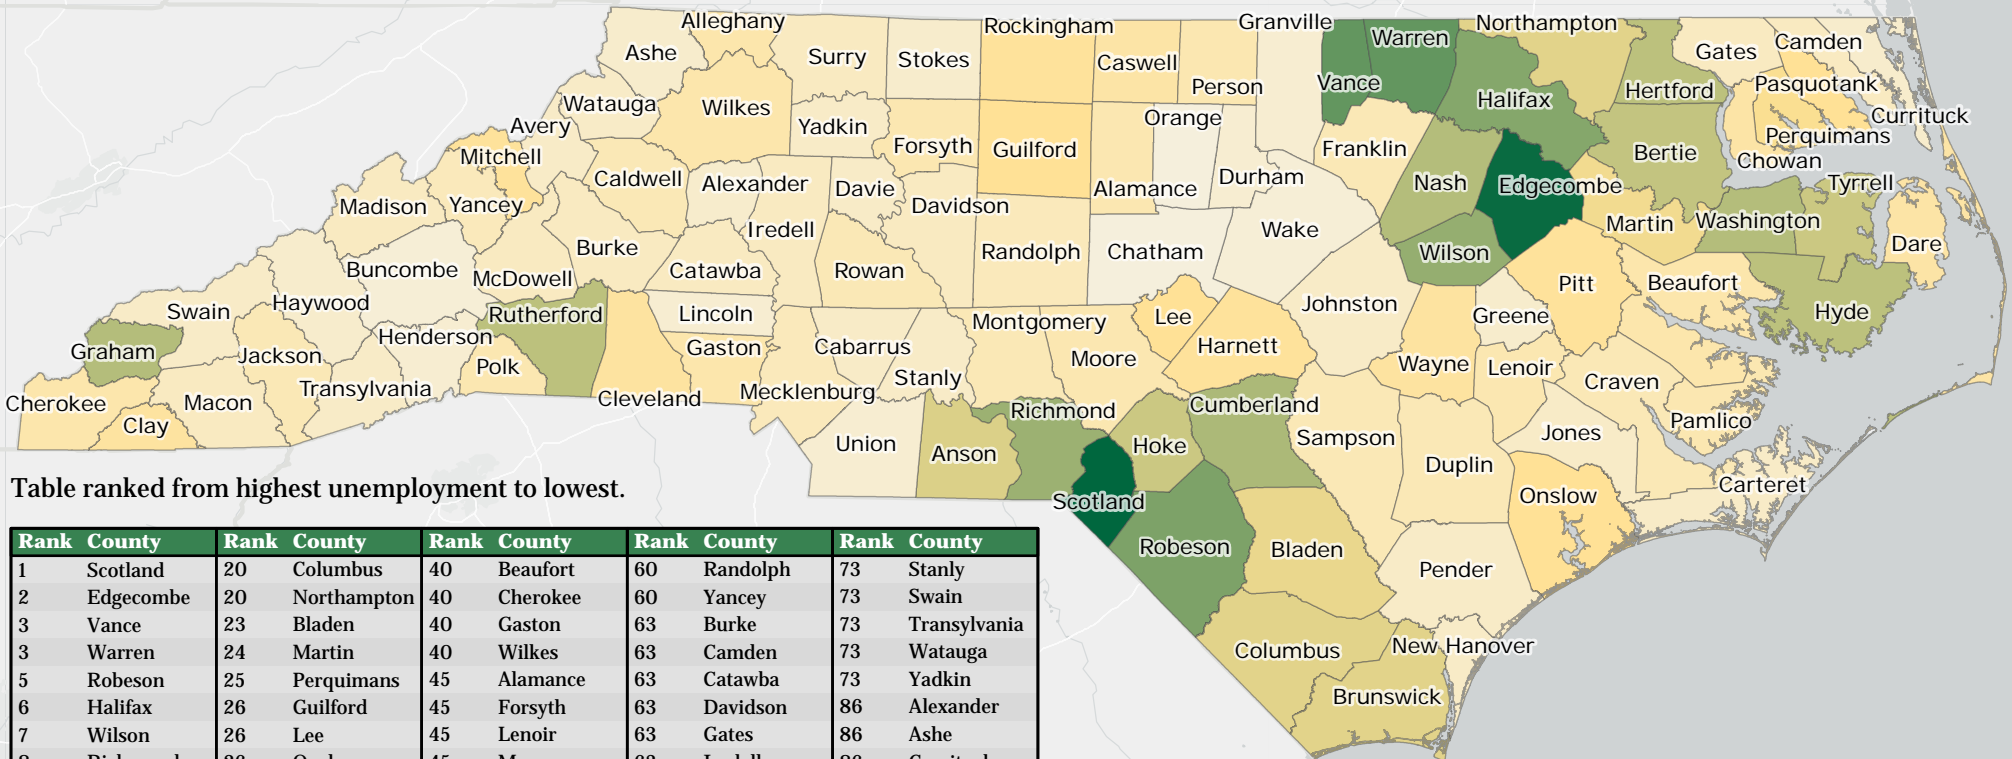 Alleghany
Rockingham
Granville
Northampton
Ashe
Surry
Stokes
Caswell
Person
Warren
Vance
Gates
Camden
Halifax
Hertford
Pasquotank
Currituck
Watauga
Wilkes
Yadkin
Forsyth
Guilford
Orange
Franklin
Perquimans
Avery
Mitchell
Bertie
Chowan
Caldwell
Alexander
Davie
Alamance
Durham
Nash
Edgecombe
Tyrrell
Madison
Yancey
Iredell
Davidson
Martin
Washington
Burke
Randolph
Chatham
Wake
Wilson
Dare
Buncombe
McDowell
Catawba
Rowan
Pitt
Beaufort
Swain
Haywood
Rutherford
Lincoln
Johnston
Greene
Hyde
Graham
Jackson
Henderson
Polk
Gaston
Cabarrus
Montgomery
Lee
Moore
Harnett
Wayne
Lenoir
Craven
Cherokee
Clay
Macon
Transylvania
Cleveland
Mecklenburg
Stanly
Richmond
Cumberland
Pamlico
Union
Anson
Hoke
Sampson
Jones
Duplin
Carteret
Scotland
Onslow
Robeson
Bladen
Pender
Columbus
New Hanover
Brunswick
Table ranked from highest unemployment to lowest.
Rank County Rank County Rank County Rank County Rank County
1 Scotland 20 Columbus 40 Beaufort 60 Randolph 73 Stanly
2 Edgecombe 20 Northampton 40 Cherokee 60 Yancey 73 Swain
3 Vance 23 Bladen 40 Gaston 63 Burke 73 Transylvania
3 Warren 24 Martin 40 Wilkes 63 Camden 73 Watauga
5 Robeson 25 Perquimans 45 Alamance 63 Catawba 73 Yadkin
6 Halifax 26 Guilford 45 Forsyth 63 Davidson 86 Alexander
7 Wilson 26 Lee 45 Lenoir 63 Gates 86 Ashe